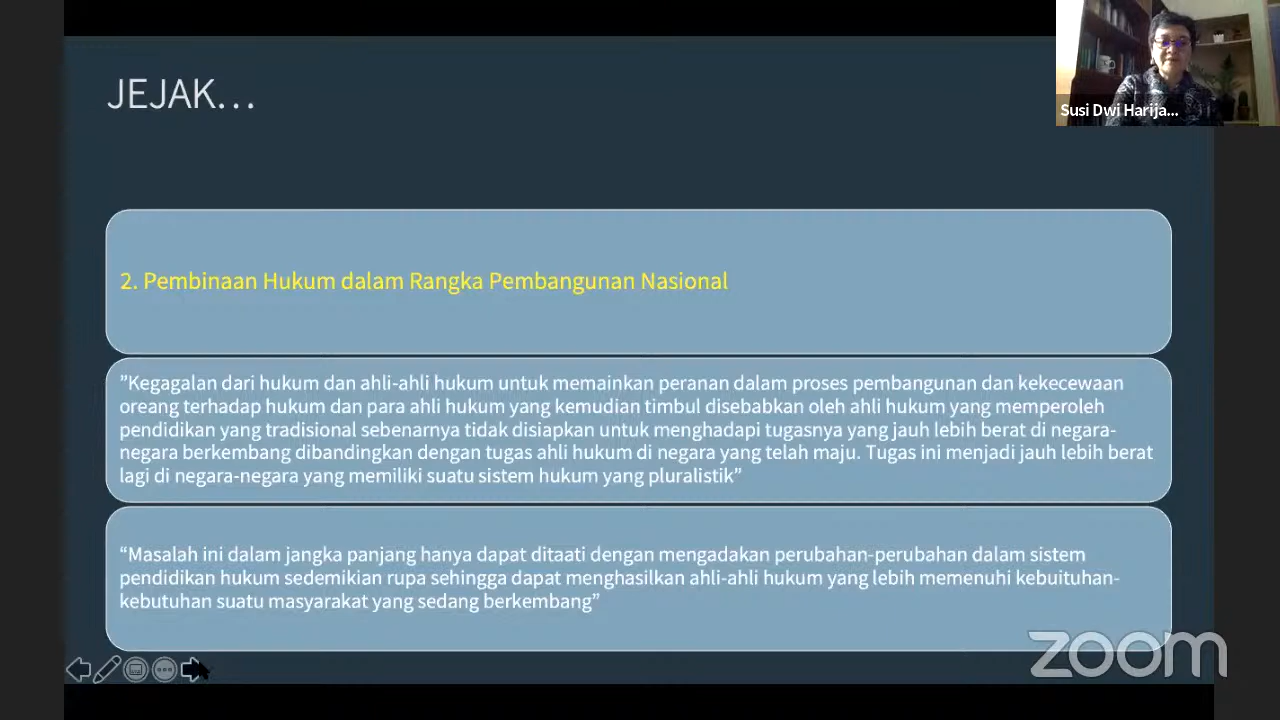 JEJAK...
Susi Dwi Harija...
2. Pembinaan Hukum dalam Rangka Pembangunan Nasional
”Kegagalan dari hukum dan ahli-ahli hukum untuk memainkan peranan dalam proses pembangunan dan kekecewaan
oreang terhadap hukum dan para ahli hukum yang kemudian timbul disebabkan oleh ahli hukum yang memperoleh
pendidikan yang tradisional sebenarnya tidak disiapkan untuk menghadapi tugasnya yang jauh lebih berat di negara-
negara berkembang dibandingkan dengan tugas ahli hukum di negara yang telah maju. Tugas ini menjadi jauh lebih berat
lagi di negara-negara yang memiliki suatu sistem hukum yang pluralistik”
“Masalah ini dalam jangka panjang hanya dapat ditaati dengan mengadakan perubahan-perubahan dalam sistem
pendidikan hukum sedemikian rupa sehingga dapat menghasilkan ahli-ahli hukum yang lebih memenuhi kebuituhan-
kebutuhan suatu masyarakat yang sedang berkembang”
zoom